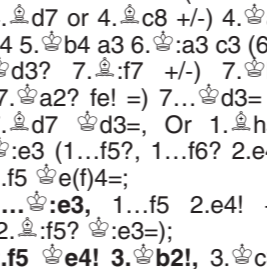 .♗d7 or 4.♗c8 +/-) 4.♔
4 5.♔b4 a3 6.♔:a3 c3 (6
♔d3? 7.♗:f7 +/-) 7.♔
7.♔a2? fe! =) 7…♔d3=
.♗d7 ♔d3=, Or 1.♗h
♔:e3 (1…f5?, 1…f6? 2.e4
.f5 ♔e(f)4=;
…♔:e3, 1…f5 2.e4!
2.♗:f5? ♔:e3=);
.f5 ♔e4! 3.♔b2!, 3.♔c